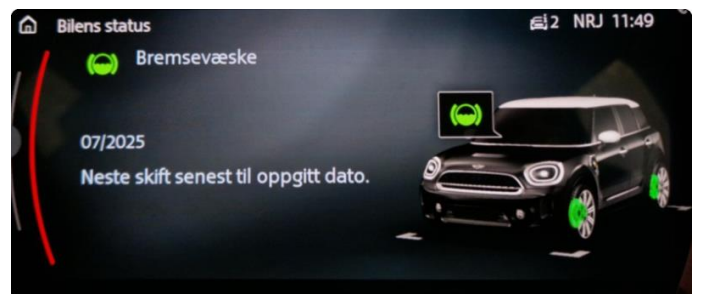 Bilens status
2 NRJ 11:49
Bremsevæske
07/2025
Neste skift senest til oppgitt dato.